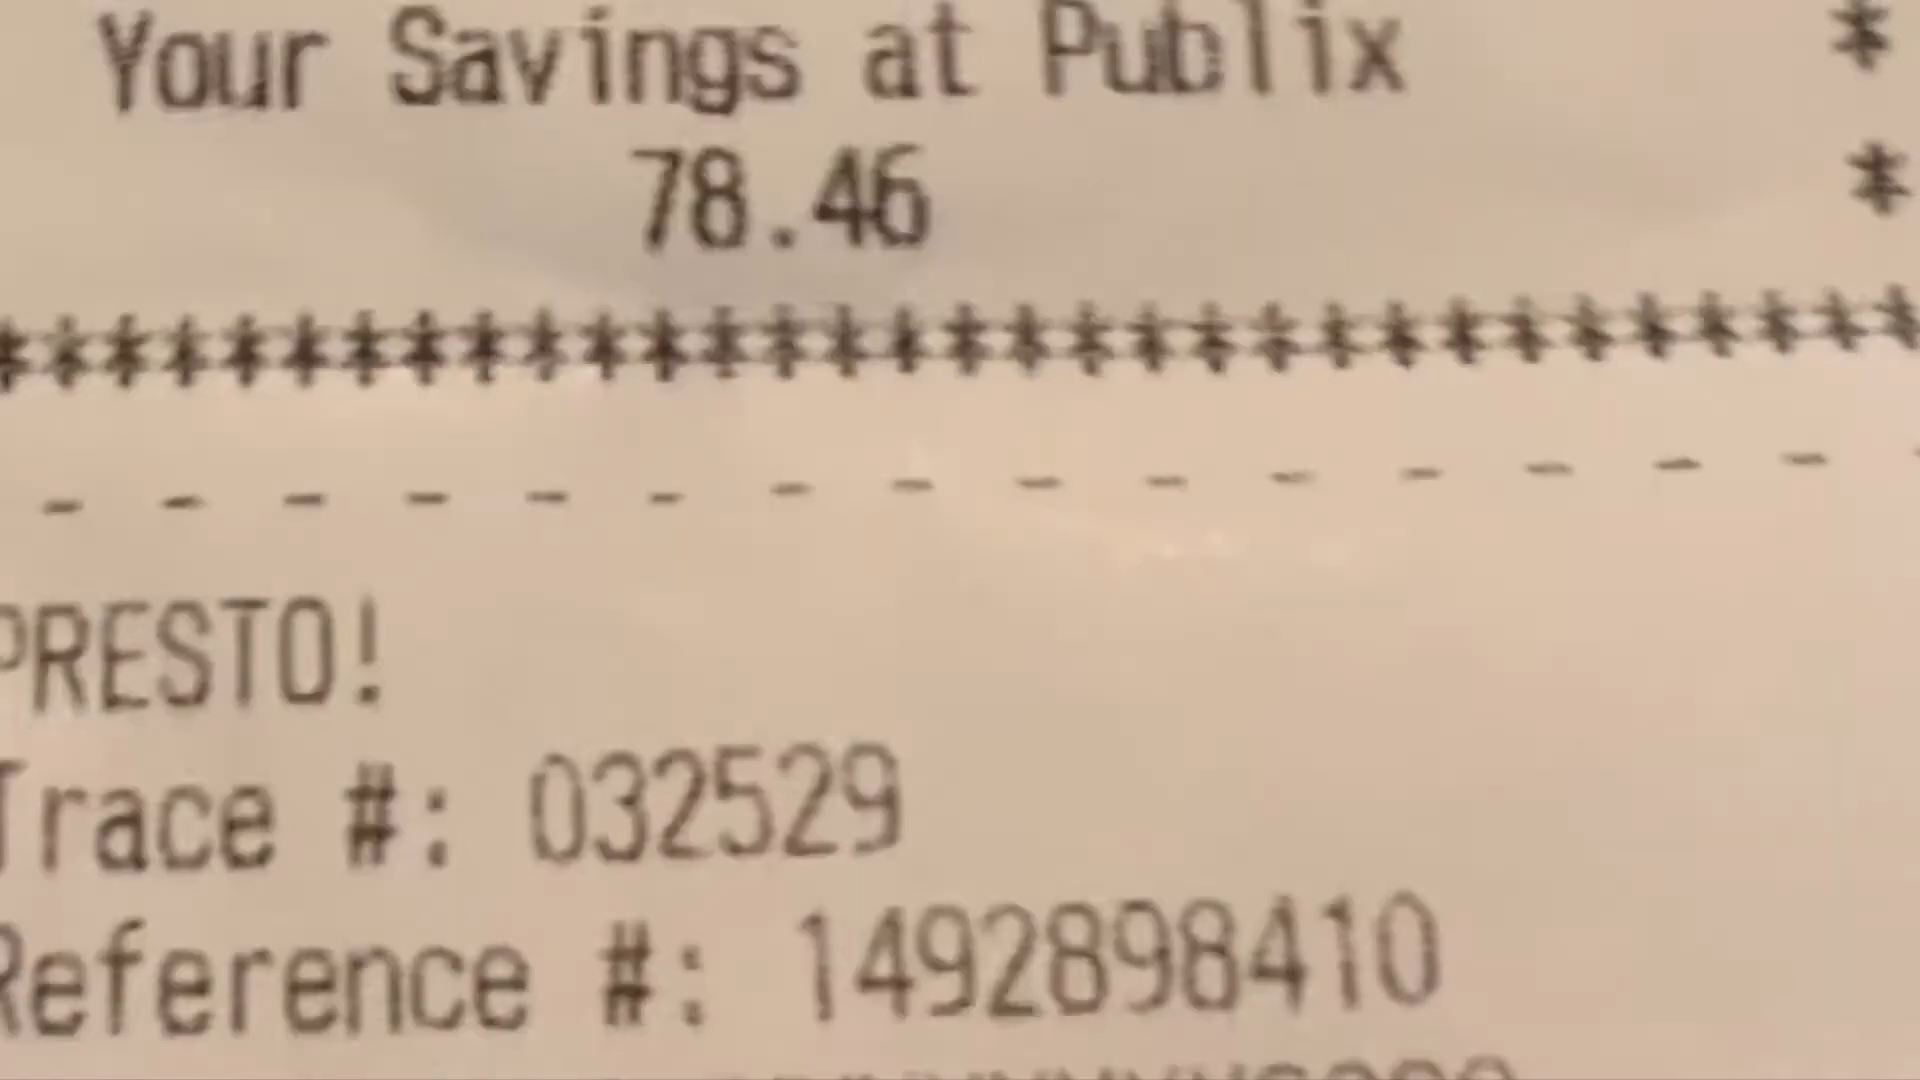 Your Savings at Publix *
78.46 *
*******************************
- - - - - - - - - - - - - - -
PRESTO!
Trace #: 032529
Reference #: 1492898410